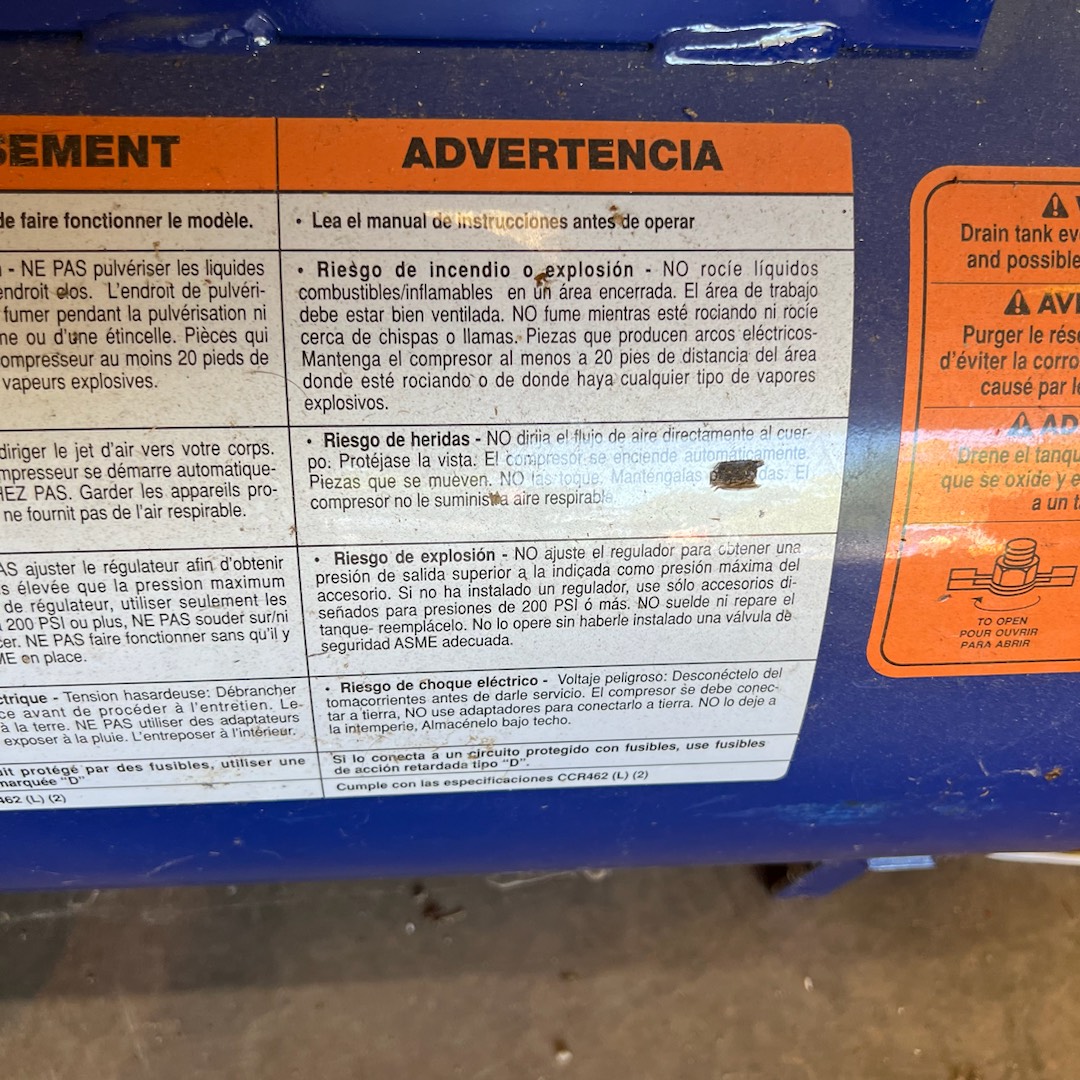 SEMENT
de faire fonctionner le modèle.
- NE PAS pulvériser les liquides
endroit clos. L'endroit de pulvéri-
fumer pendant la pulvérisation ni
ne ou d'une étincelle. Pièces qui
ompresseur au moins 20 pieds de
vapeurs explosives.
diriger le jet d'air vers votre corps.
mpresseur se démarre automatique-
HEZ PAS. Garder les appareils pro-
ne fournit pas de l'air respirable.
AS ajuster le régulateur afin d'obtenir
s élevée que la pression maximum
de régulateur, utiliser seulement les
200 PSI ou plus, NE PAS souder sur/ni
cer. NE PAS faire fonctionner sans qu'il y
ME en place.
ctrique - Tension hasardeuse: Débrancher
ce avant de procéder à l'entretien. Le-
à la terre. NE PAS utiliser des adaptateurs
exposer à la pluie. L'entreposer à l'intérieur.
uit protégé par des fusibles, utiliser une
marquée "D"
462 (L) (2)
ADVERTENCIA
• Lea el manual de instrucciones antes de operar
• Riesgo de incendio o explosión - NO rocíe líquidos
combustibles/inflamables en un área encerrada. El área de trabajo
debe estar bien ventilada. NO fume mientras esté rociando ni rocíe
cerca de chispas o llamas. Piezas que producen arcos eléctricos-
Mantenga el compresor al menos a 20 pies de distancia del área
donde esté rociando o de donde haya cualquier tipo de vapores
explosivos.
• Riesgo de heridas - NO dirija el flujo de aire directamente al cuer-
po. Protéjase la vista. El compresor se enciende automáticamente.
Piezas que se mueven. NO las toque. Manténgalas das. El
compresor no le suministra aire respirable.
• Riesgo de explosión - NO ajuste el regulador para obtener una
presión de salida superior a la indicada como presión máxima del
accesorio. Si no ha instalado un regulador, use sólo accesorios di-
señados para presiones de 200 PSI ó más. NO suelde ni repare el
tanque- reemplácelo. No lo opere sin haberle instalado una válvula de
seguridad ASME adecuada.
• Riesgo de choque eléctrico - Voltaje peligroso: Desconéctelo del
tomacorrientes antes de darle servicio. El compresor se debe conec-
tar a tierra, NO use adaptadores para conectarlo a tierra. NO lo deje a
la intemperie, Almacénelo bajo techo.
Si lo conecta a un circuito protegido con fusibles, use fusibles
de acción retardada tipo "D".
Cumple con las especificaciones CCR462 (L) (2)
Drain tank ev
and possible
AVE
Purger le rése
d'éviter la corro
causé par le
AD
Drene el tanqu
que se oxide y e
a un t
TO OPEN
POUR OUVRIR
PARA ABRIR